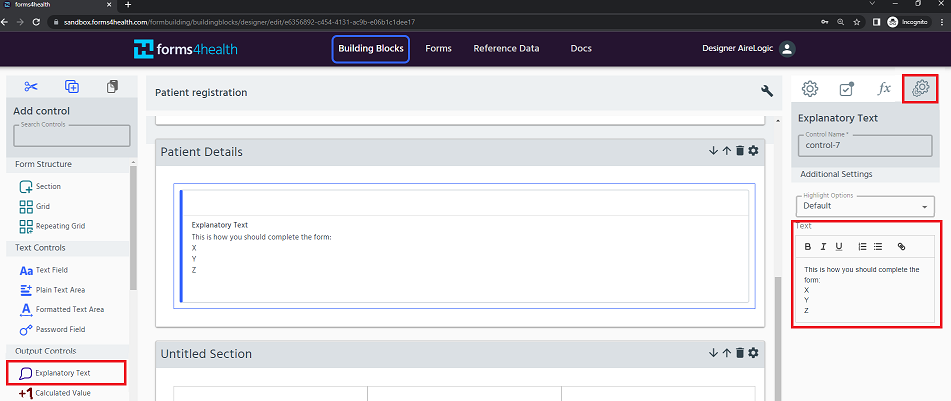 forms4health
sandbox.forms4health.com/formbuilding/buildingblocks/designer/edit/e6356892-c454-4131-ac9b-e06b1c1dee17
Incognito
forms4health
Building Blocks
Forms
Reference Data
Docs
Designer AireLogic
Add control
Search Controls
Form Structure
Section
Grid
Repeating Grid
Text Controls
Aa Text Field
Plain Text Area
A Formatted Text Area
Password Field
Output Controls
Explanatory Text
+1 Calculated Value
Patient registration
Patient Details
Explanatory Text
This is how you should complete the form:
X
Y
Z
Untitled Section
fx
Explanatory Text
Control Name *
control-7
Additional Settings
Highlight Options
Default
Text
B I U
This is how you should complete the
form:
X
Y
Z